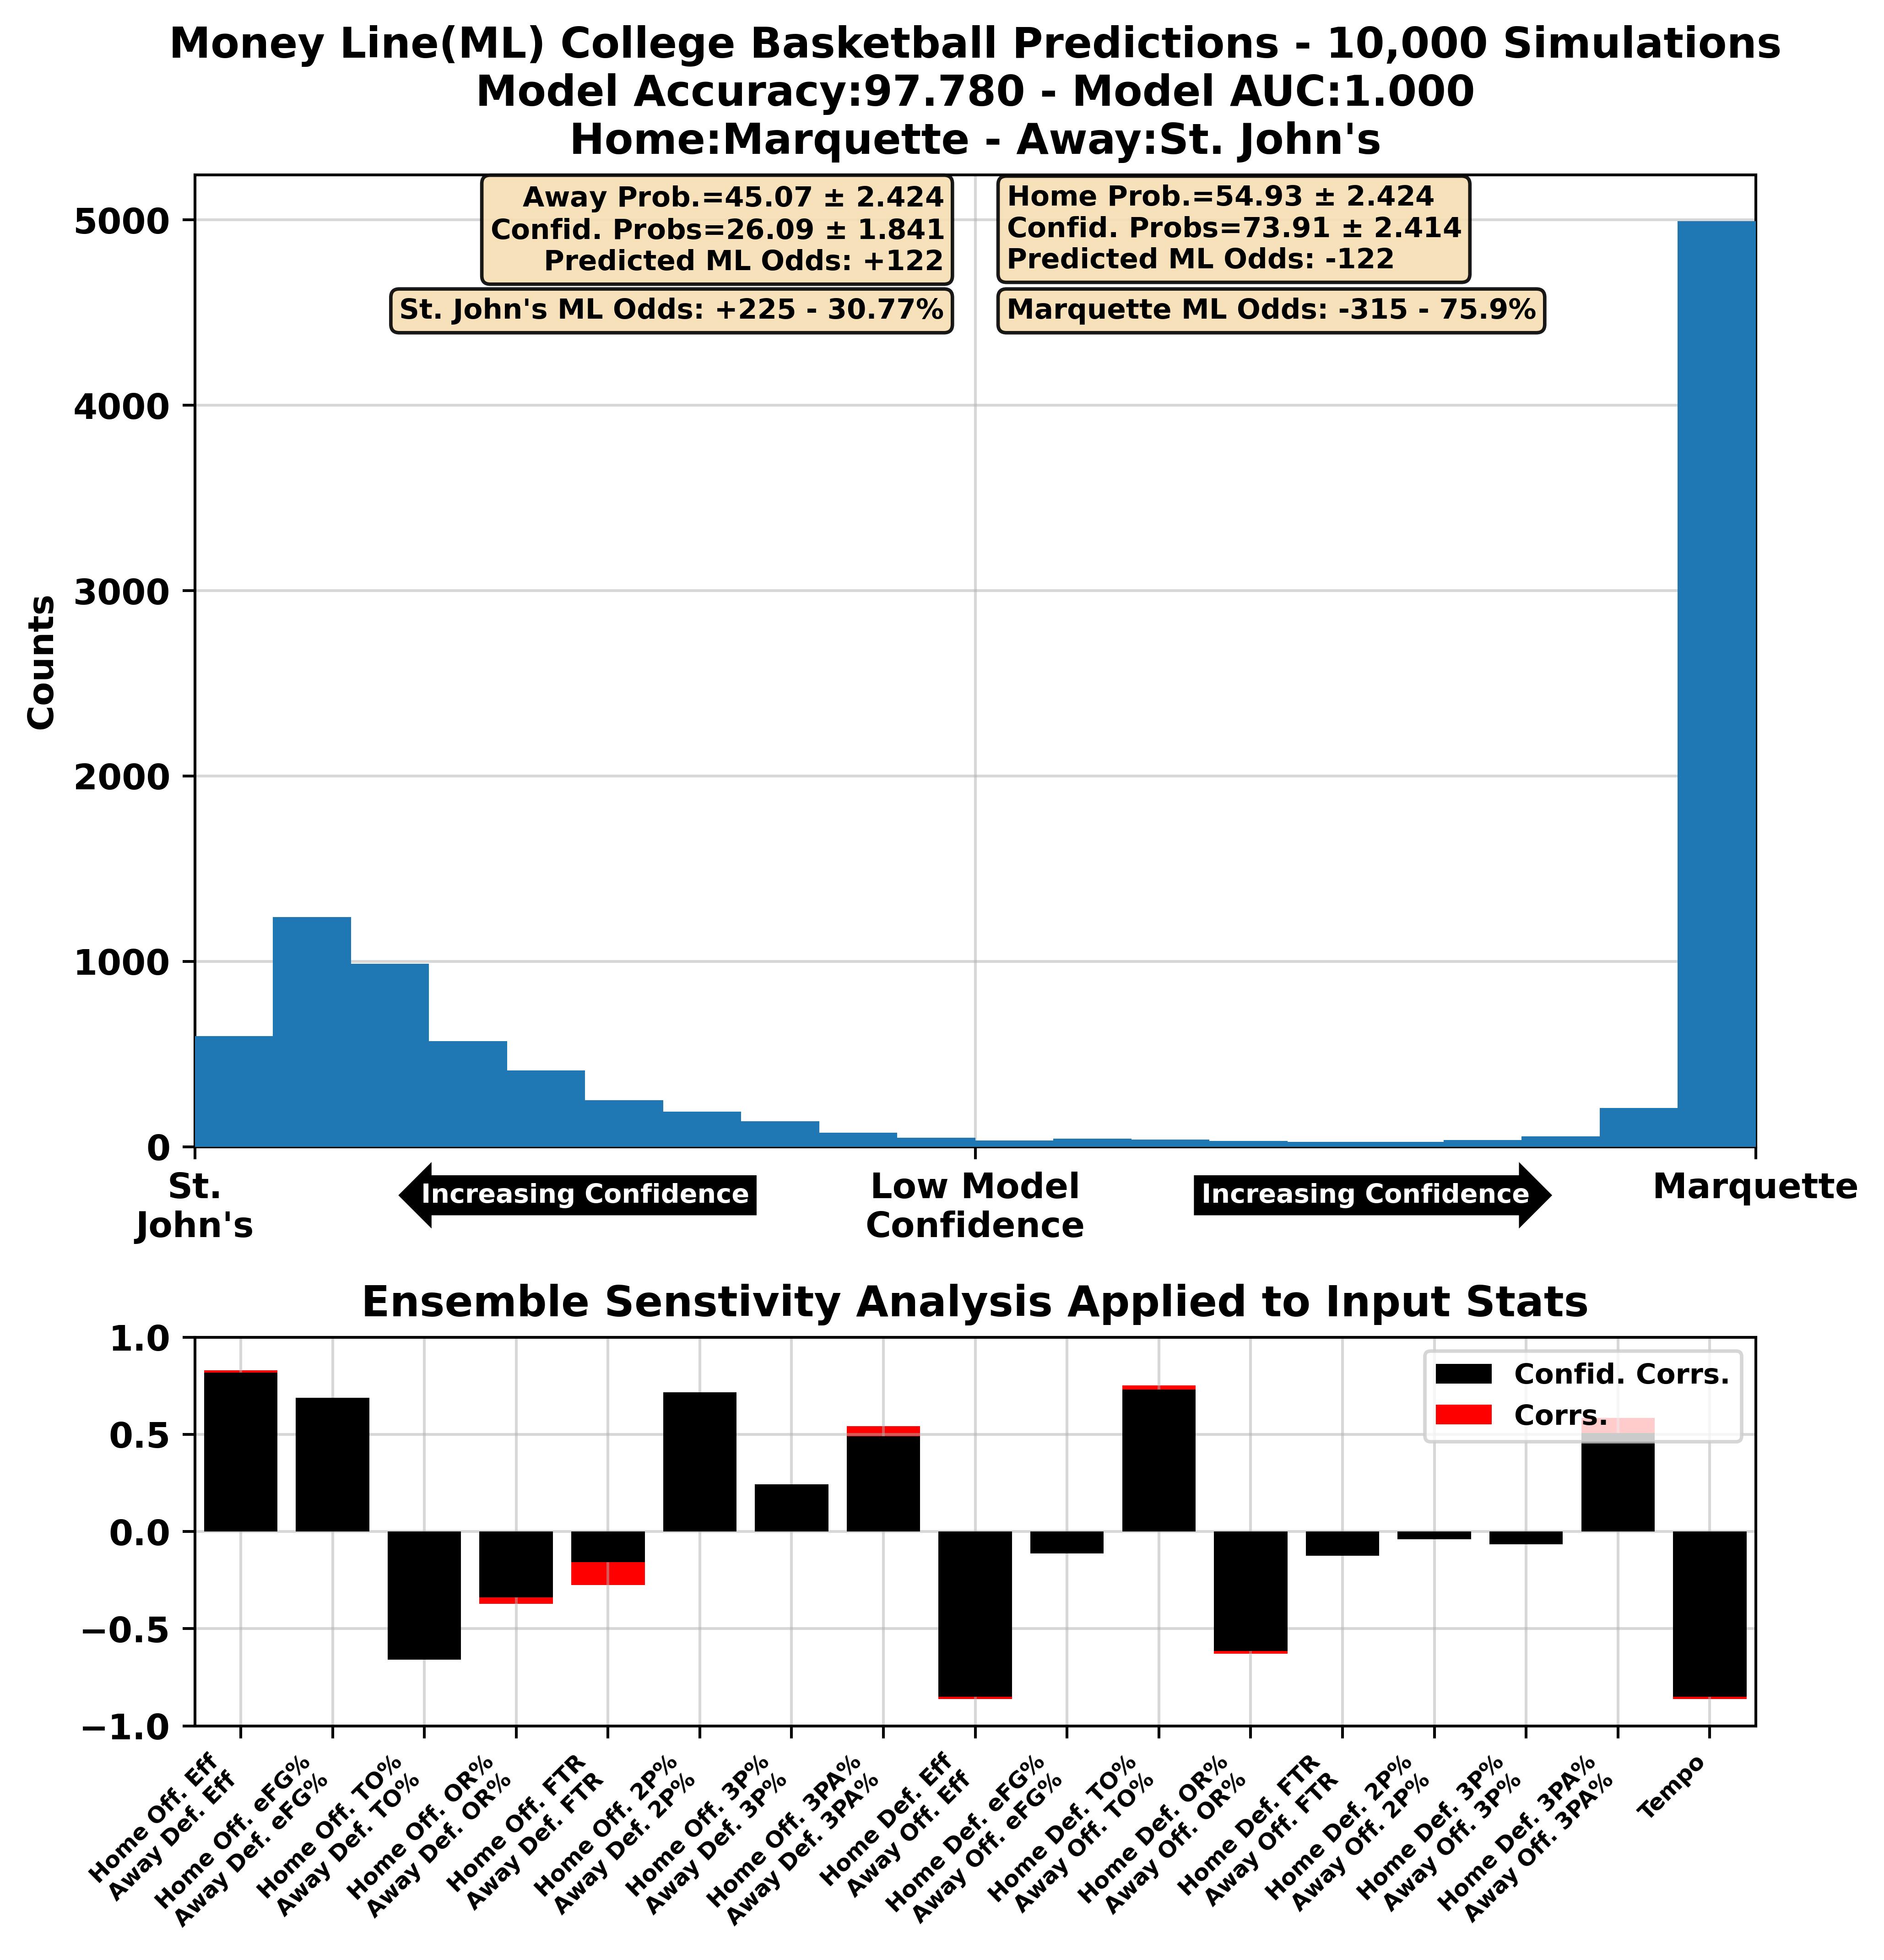 Money Line(ML) College Basketball Predictions - 10,000 Simulations
Model Accuracy:97.780 - Model AUC:1.000
Home:Marquette - Away:St. John's
Away Prob.=45.07 ± 2.424
Confid. Probs=26.09 ± 1.841
Predicted ML Odds: +122
St. John's ML Odds: +225 - 30.77%
Home Prob.=54.93 ± 2.424
Confid. Probs=73.91 ± 2.414
Predicted ML Odds: -122
Marquette ML Odds: -315 - 75.9%
5000
4000
3000
2000
1000
0
Counts
St.
John's
Increasing Confidence
Low Model
Confidence
Increasing Confidence
Marquette
Ensemble Senstivity Analysis Applied to Input Stats
1.0
0.5
0.0
−0.5
−1.0
Confid. Corrs.
Corrs.
Home Off. Eff
Away Def. Eff
Home Off. eFG%
Away Def. eFG%
Home Off. TO%
Away Def. TO%
Home Off. OR%
Away Def. OR%
Home Off. FTR
Away Def. FTR
Home Off. 2P%
Away Def. 2P%
Home Off. 3P%
Away Def. 3P%
Home Off. 3PA%
Away Def. 3PA%
Home Def. Eff
Away Off. Eff
Home Def. eFG%
Away Off. eFG%
Home Def. TO%
Away Off. TO%
Home Def. OR%
Away Off. OR%
Home Def. FTR
Away Off. FTR
Home Def. 2P%
Away Off. 2P%
Home Def. 3P%
Away Off. 3P%
Home Def. 3PA%
Away Off. 3PA%
Tempo